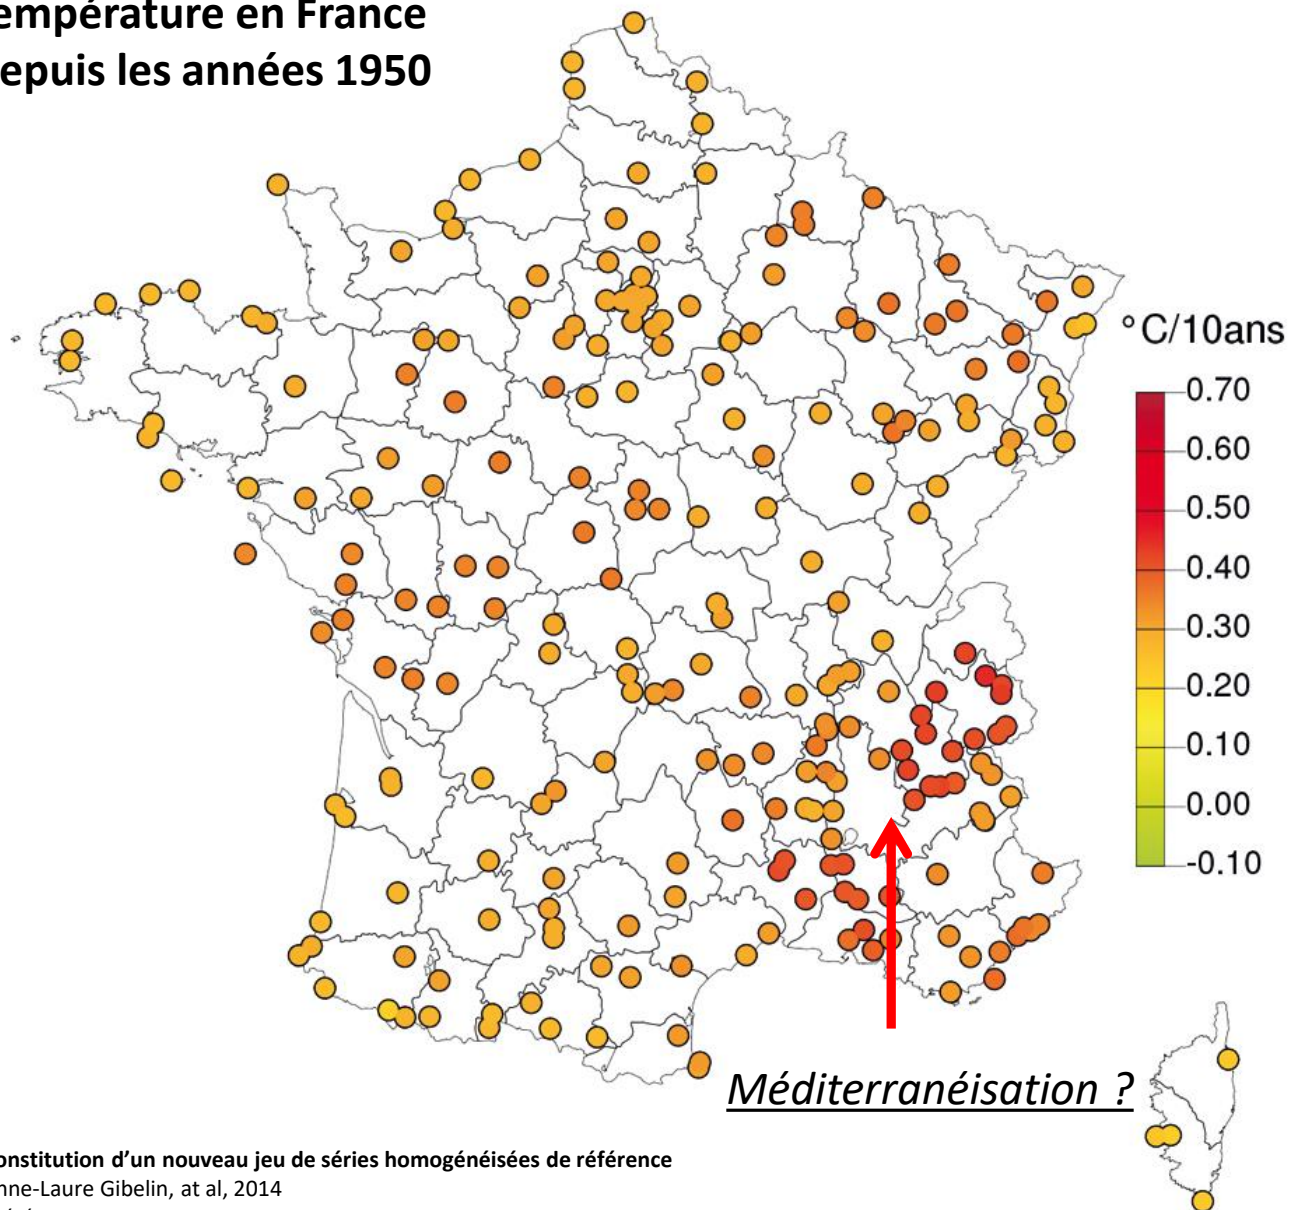 empérature en France
epuis les années 1950
°C/10ans
0.70
0.60
0.50
0.40
0.30
0.20
0.10
0.00
-0.10
Méditerranéisation ?
onstitution d'un nouveau jeu de séries homogénéisées de référence
nne-Laure Gibelin, at al, 2014